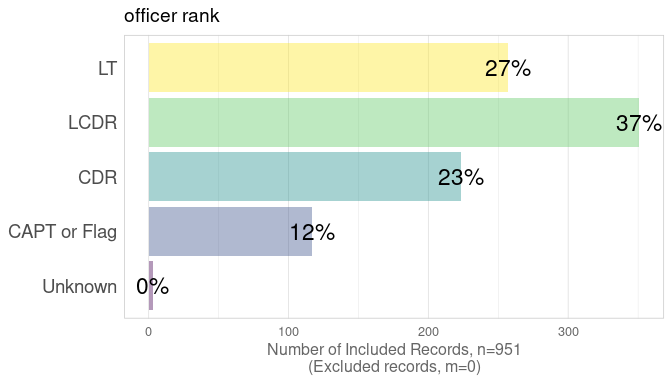 officer rank
LT
27%
LCDR
37%
CDR
23%
CAPT or Flag
12%
Unknown
0%
0
100
200
300
Number of Included Records, n=951
(Excluded records, m=0)